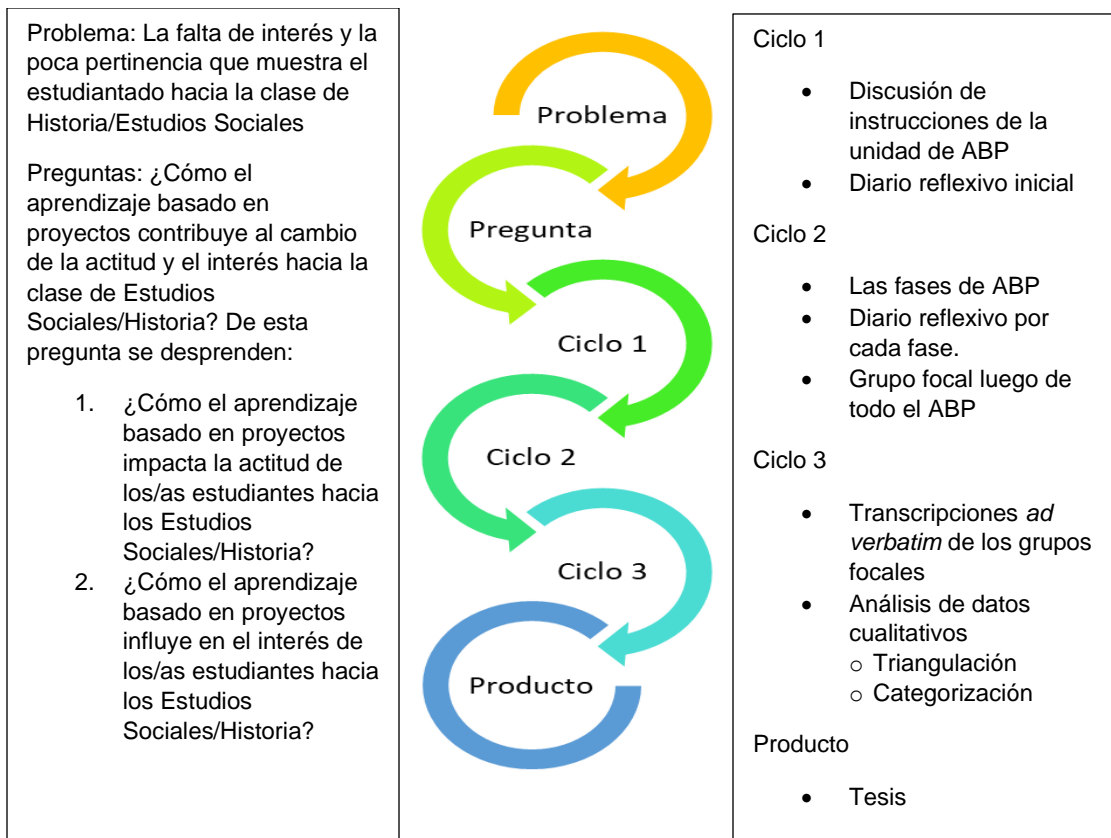 Problema: La falta de interés y la
poca pertinencia que muestra el
estudiantado hacia la clase de
Historia/Estudios Sociales
Preguntas: ¿Cómo el
aprendizaje basado en
proyectos contribuye al cambio
de la actitud y el interés hacia la
clase de Estudios
Sociales/Historia? De esta
pregunta se desprenden:
1. ¿Cómo el aprendizaje
basado en proyectos
impacta la actitud de
los/as estudiantes hacia
los Estudios
Sociales/Historia?
2. ¿Cómo el aprendizaje
basado en proyectos
influye en el interés de
los/as estudiantes hacia
los Estudios
Sociales/Historia?
Problema
Pregunta
Ciclo 1
Ciclo 2
Ciclo 3
Producto
Ciclo 1
• Discusión de
instrucciones de la
unidad de ABP
• Diario reflexivo inicial
Ciclo 2
• Las fases de ABP
• Diario reflexivo por
cada fase.
• Grupo focal luego de
todo el ABP
Ciclo 3
• Transcripciones ad
verbatim de los grupos
focales
• Análisis de datos
cualitativos
o Triangulación
o Categorización
Producto
• Tesis